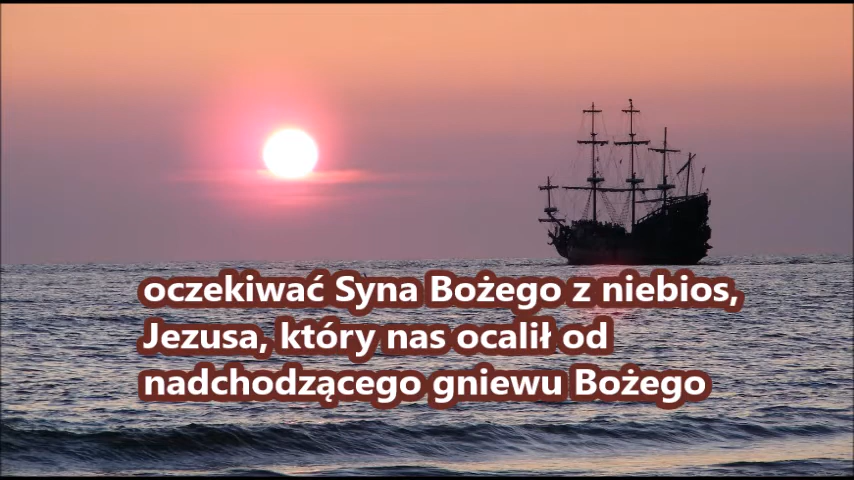 oczekiwać Syna Bożego z niebios,
Jezusa, który nas ocalił od
nadchodzącego gniewu Bożego